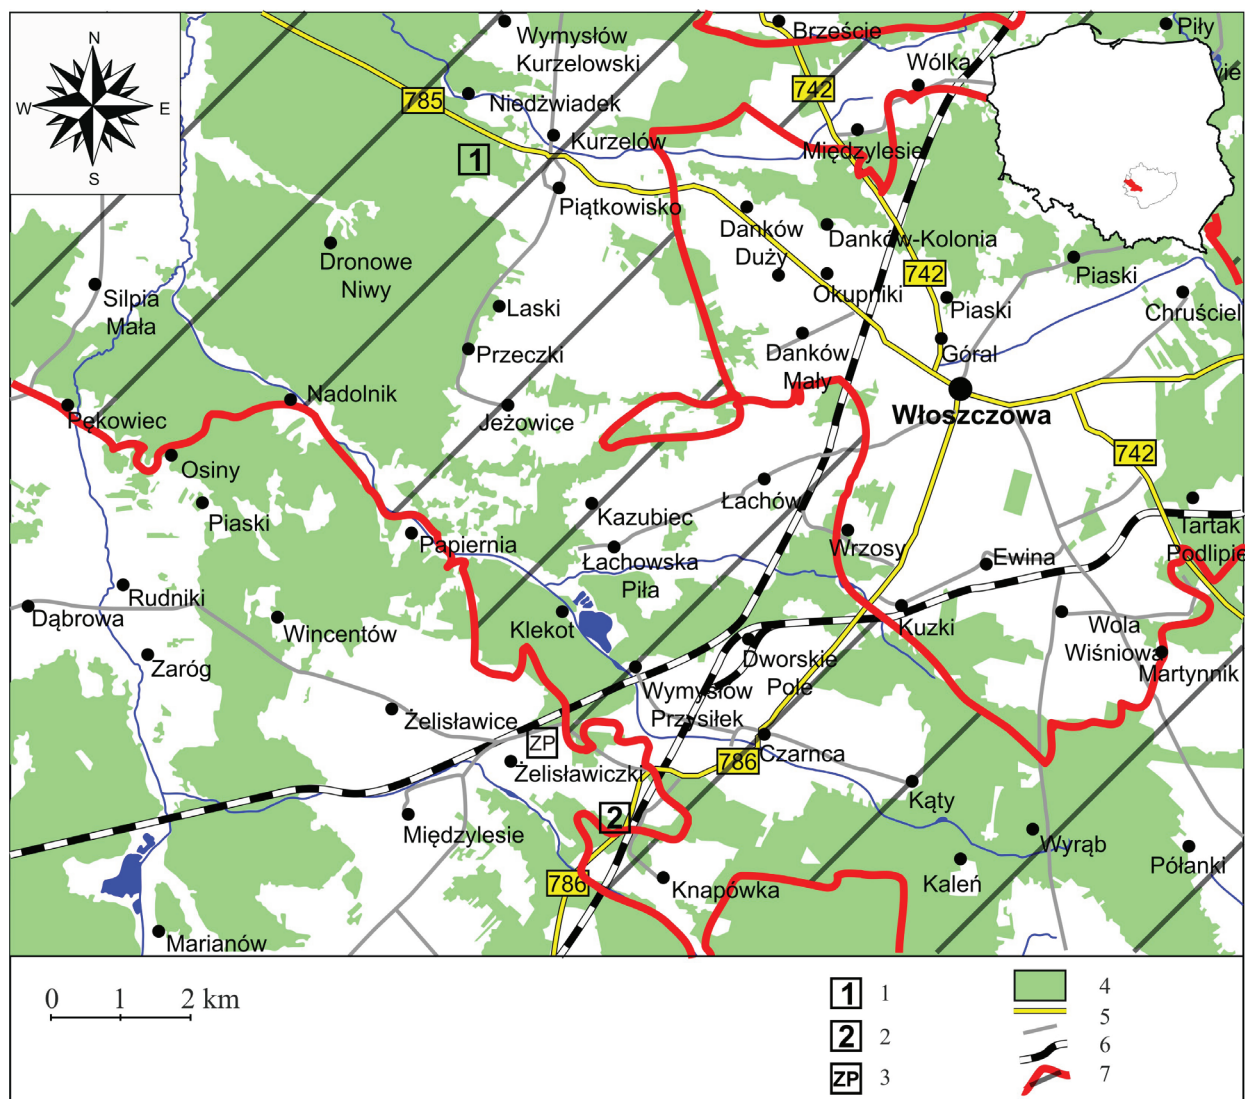 N
W
E
S
Wymysłów
Kurzelowski
Brzeście
Piły
Wólka
785
742
Niedźwiadek
Kurzelów
Międzylesie
1
Piątkowisko
Danków
Duży
Danków-Kolonia
Dronowe
Niwy
742
Piaski
Silpia
Mała
Laski
Okupniki
Piaski
Chruściel
Przeczki
Danków
Mały
Górał
Nadolnik
Pękowiec
Jeżowice
Włoszczowa
Osiny
742
Piaski
Kazubiec
Łachów
Tartak
Papiernia
Łachowska
Piła
Wrzosy
Ewina
Podlipie
Rudniki
Dąbrowa
Wincentów
Klekot
Kuzki
Wola
Wiśniowa
Zaróg
Dworskie
Pole
Martynnik
Wymysłów
Przysiłek
Żelisławice
ZP
Żelisławiczki
786
Czarnca
Kąty
Międzylesie
2
Wyrąb
Półanki
786
Knapówka
Kaleń
Marianów
0 1 2 km
1 1
2 2
ZP 3
4
5
6
7